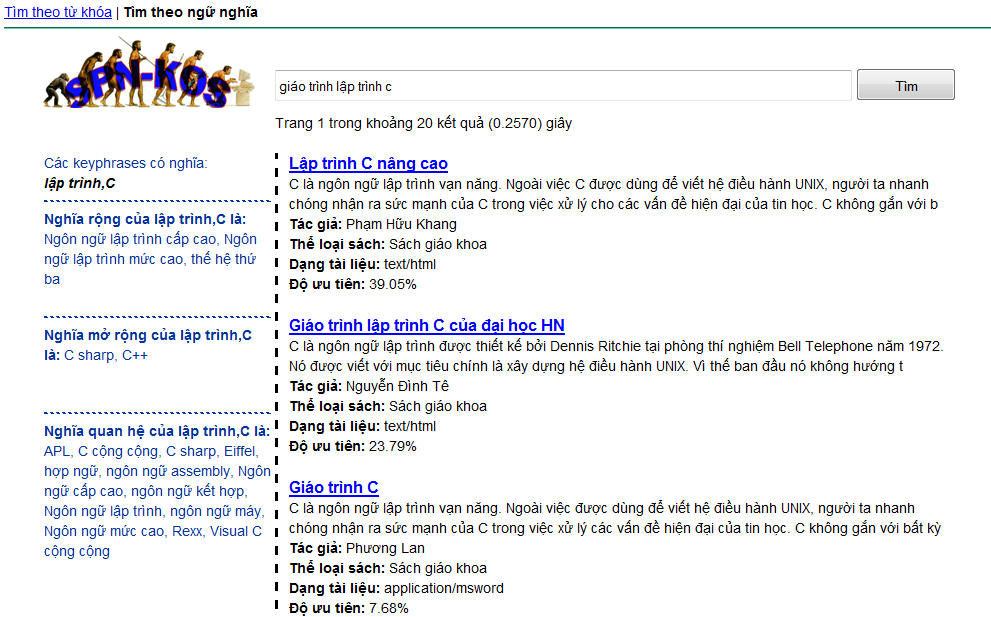 Tìm theo từ khóa | Tìm theo ngữ nghĩa
SPN-KOS
giáo trình lập trình c
Tìm
Trang 1 trong khoảng 20 kết quả (0.2570) giây
Các keyphrases có nghĩa:
lập trình,C
Nghĩa rộng của lập trình,C là:
Ngôn ngữ lập trình cấp cao, Ngôn
ngữ lập trình mức cao, thế hệ thứ
ba
Nghĩa mở rộng của lập trình,C
là: C sharp, C++
Nghĩa quan hệ của lập trình,C là:
APL, C cộng cộng, C sharp, Eiffel,
hợp ngữ, ngôn ngữ assembly, Ngôn
ngữ cấp cao, ngôn ngữ kết hợp,
Ngôn ngữ lập trình, ngôn ngữ máy,
Ngôn ngữ mức cao, Rexx, Visual C
cộng cộng
Lập trình C nâng cao
C là ngôn ngữ lập trình vạn năng. Ngoài việc C được dùng để viết hệ điều hành UNIX, người ta nhanh
chóng nhận ra sức mạnh của C trong việc xử lý cho các vấn đề hiện đại của tin học. C không gắn với b
Tác giả: Phạm Hữu Khang
Thể loại sách: Sách giáo khoa
Dạng tài liệu: text/html
Độ ưu tiên: 39.05%
Giáo trình lập trình C của đại học HN
C là ngôn ngữ lập trình được thiết kế bởi Dennis Ritchie tại phòng thí nghiệm Bell Telephone năm 1972.
Nó được viết với mục tiêu chính là xây dựng hệ điều hành UNIX. Vì thế ban đầu nó không hướng t
Tác giả: Nguyễn Đình Tê
Thể loại sách: Sách giáo khoa
Dạng tài liệu: text/html
Độ ưu tiên: 23.79%
Giáo trình C
C là ngôn ngữ lập trình vạn năng. Ngoài việc được dùng để viết hệ điều hành UNIX, người ta nhanh
chóng nhận ra sức mạnh của C trong việc xử lý các vấn đề hiện đại của tin học. C không gắn với bất kỳ
Tác giả: Phương Lan
Thể loại sách: Sách giáo khoa
Dạng tài liệu: application/msword
Độ ưu tiên: 7.68%